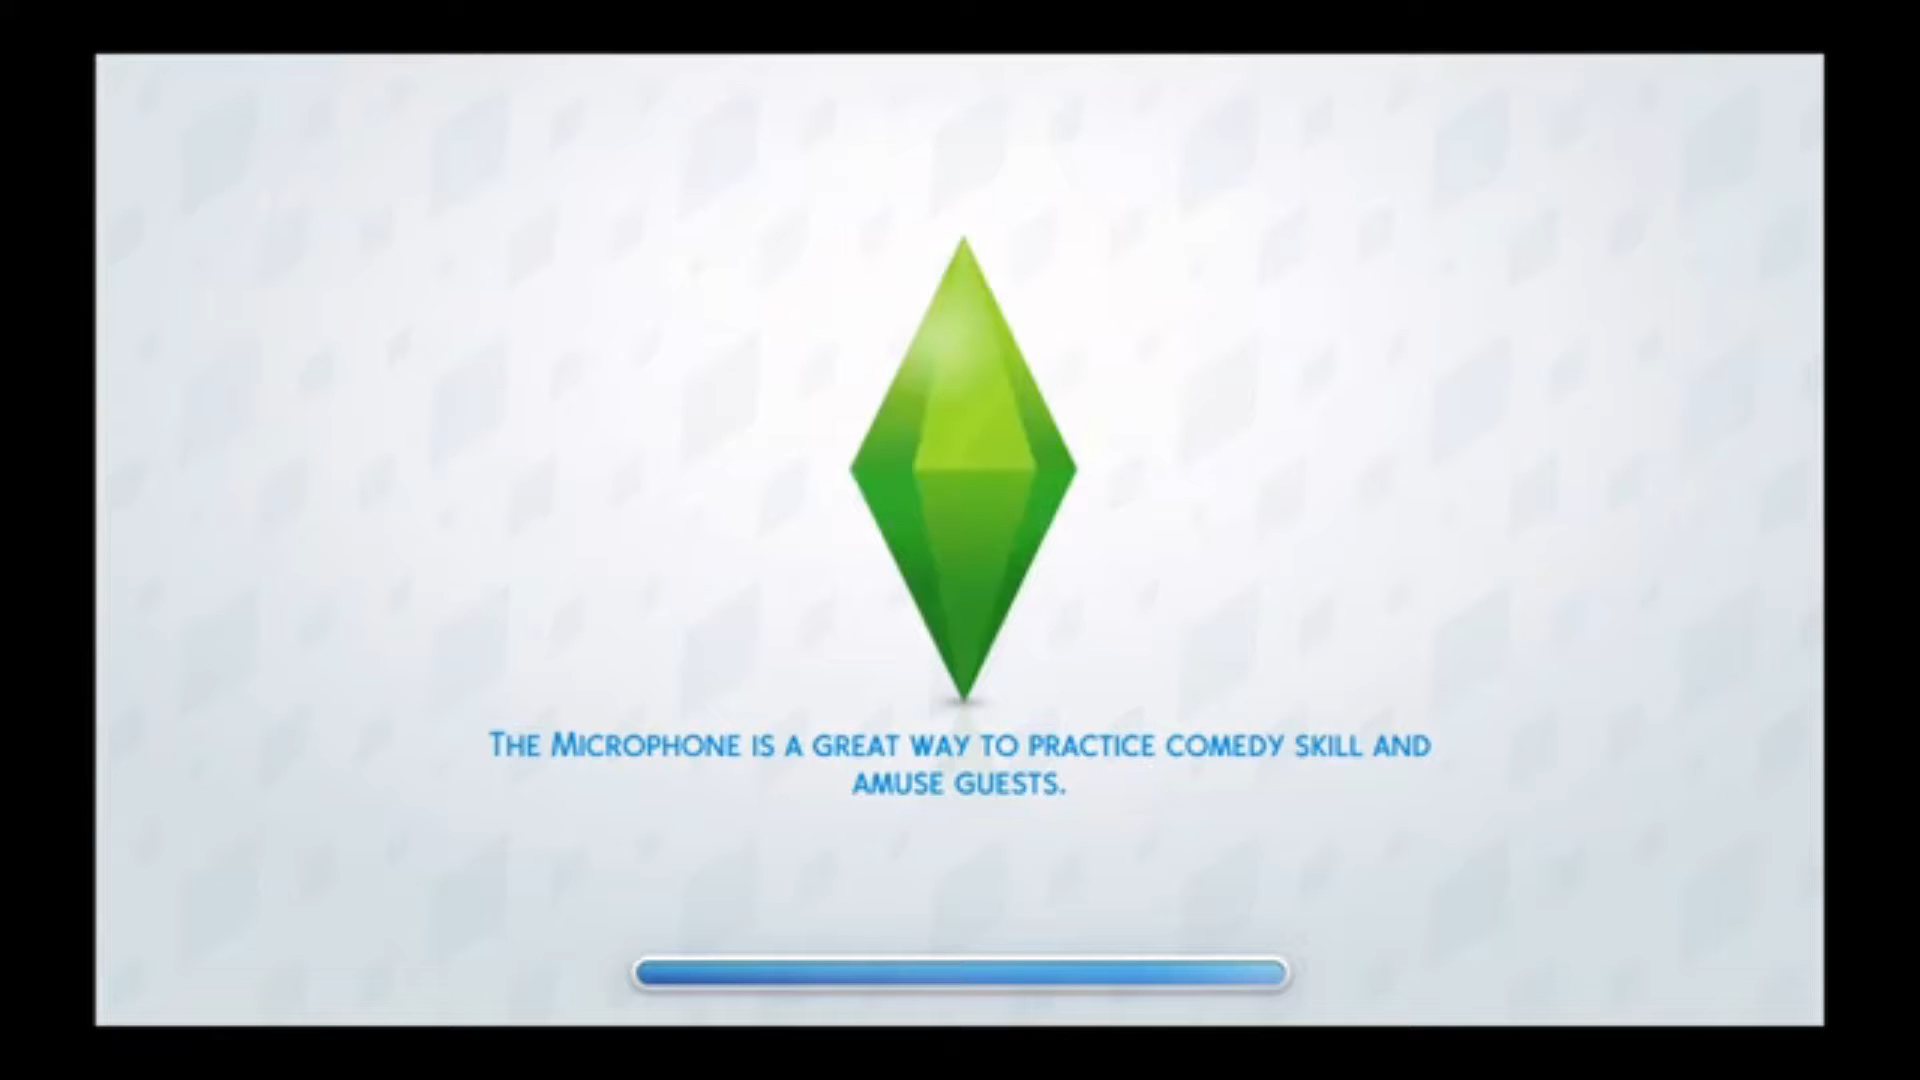 The Microphone is a great way to practice comedy skill and
amuse guests.